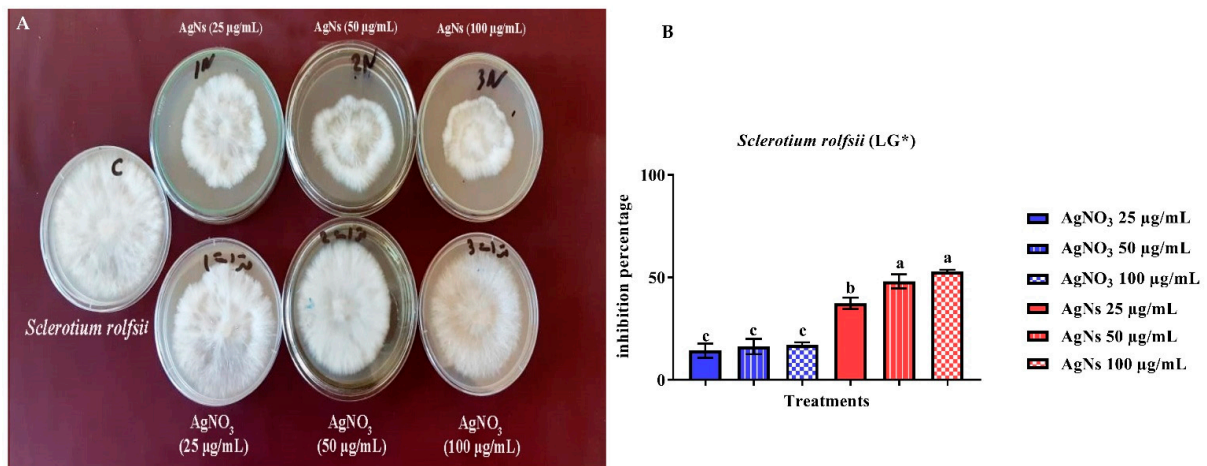 A
AgNs (25 µg/mL)
AgNs (50 µg/mL)
AgNs (100 µg/mL)
1N
2N
3N
C
Sclerotium rolfsii
AgNO₃
(25 µg/mL)
AgNO₃
(50 µg/mL)
AgNO₃
(100 µg/mL)
B
Sclerotium rolfsii (LG*)
100
50
0
inhibition percentage
c
c
c
b
a
a
Treatments
AgNO₃ 25 µg/mL
AgNO₃ 50 µg/mL
AgNO₃ 100 µg/mL
AgNs 25 µg/mL
AgNs 50 µg/mL
AgNs 100 µg/mL